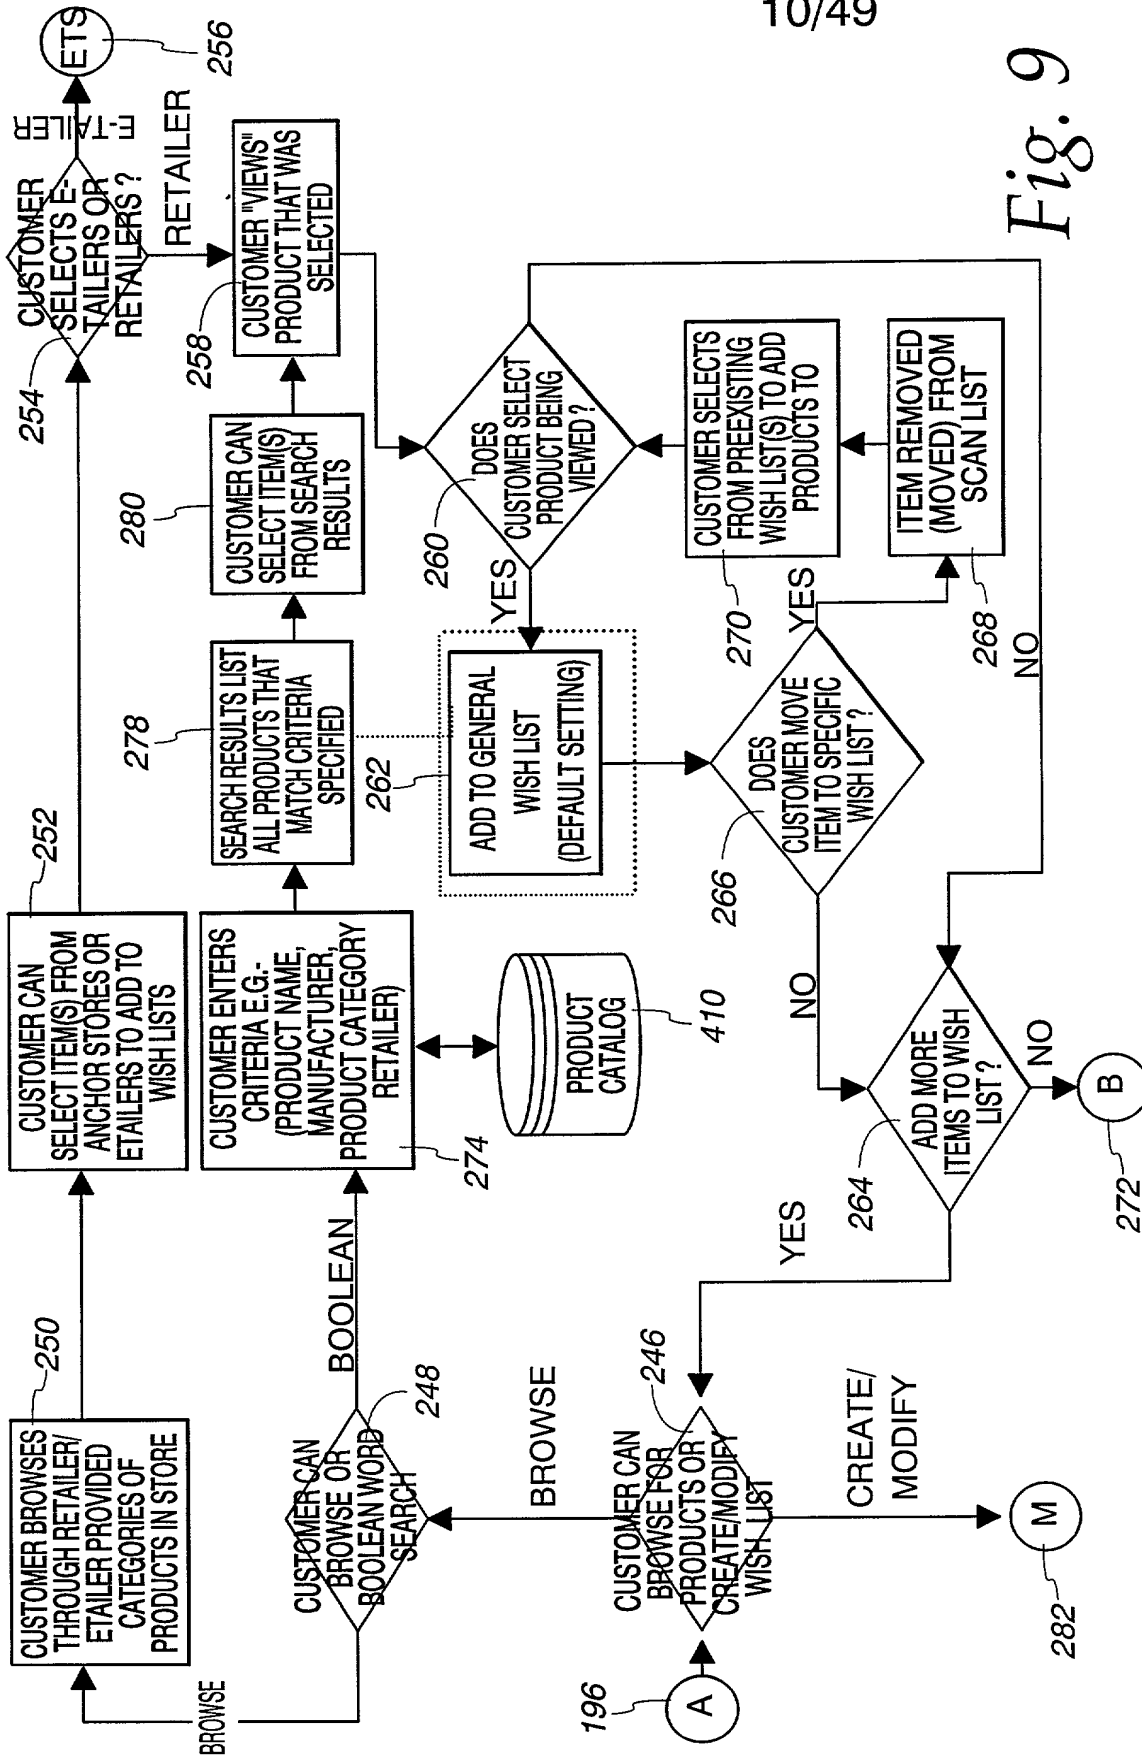 10/49
Fig. 9
196
A
CUSTOMER CAN
BROWSE FOR
PRODUCTS OR
CREATE/MODIFY
WISH LIST
246
CREATE/
MODIFY
M
282
BROWSE
CUSTOMER CAN
BROWSE OR
BOOLEAN WORD
SEARCH
248
BROWSE
CUSTOMER BROWSES
THROUGH RETAILER/
ETAILER PROVIDED
CATEGORIES OF
PRODUCTS IN STORE
250
CUSTOMER CAN
SELECT ITEM(S) FROM
ANCHOR STORES OR
ETAILERS TO ADD TO
WISH LISTS
252
CUSTOMER
SELECTS E-
TAILERS OR
RETAILERS ?
254
E-TAILER
ETS
256
RETAILER
BOOLEAN
CUSTOMER ENTERS
CRITERIA E.G.-
(PRODUCT NAME,
MANUFACTURER,
PRODUCT CATEGORY
RETAILER)
274
PRODUCT
CATALOG
410
SEARCH RESULTS LIST
ALL PRODUCTS THAT
MATCH CRITERIA
SPECIFIED
278
CUSTOMER CAN
SELECT ITEM(S)
FROM SEARCH
RESULTS
280
CUSTOMER "VIEWS"
PRODUCT THAT WAS
SELECTED
258
DOES
CUSTOMER SELECT
PRODUCT BEING
VIEWED ?
260
YES
ADD TO GENERAL
WISH LIST
(DEFAULT SETTING)
262
DOES
CUSTOMER MOVE
ITEM TO SPECIFIC
WISH LIST ?
266
YES
ITEM REMOVED
(MOVED) FROM
SCAN LIST
268
CUSTOMER SELECTS
FROM PREEXISTING
WISH LIST(S) TO ADD
PRODUCTS TO
270
NO
NO
ADD MORE
ITEMS TO WISH
LIST ?
264
YES
NO
B
272